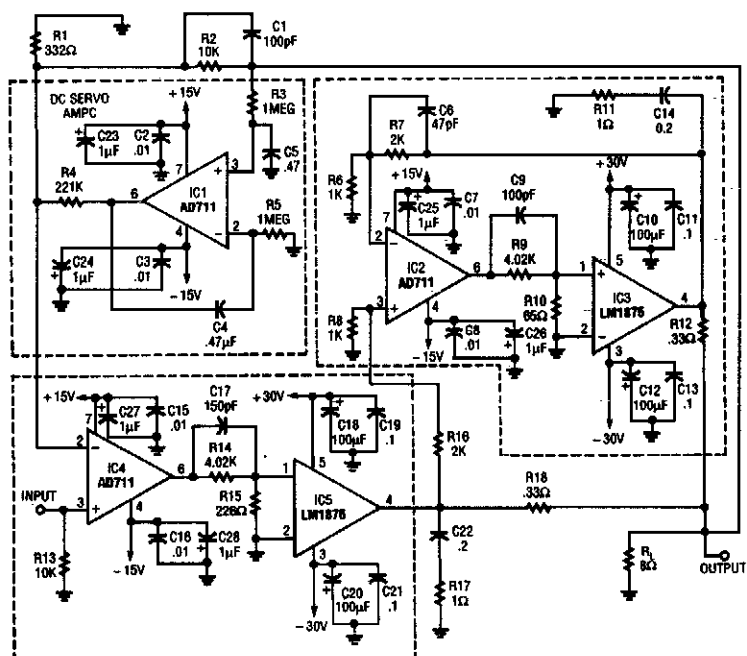 R1
332Ω
R2
10K
C1
100pF
DC SERVO
AMPC
+15V
C23
1µF
C2
.01
R3
1MEG
C5
.47
R4
221K
7
6
3
+
IC1
AD711
2
−
4
R5
1MEG
C24
1µF
C3
.01
−15V
C4
.47µF
C6
47pF
R7
2K
R11
1Ω
C14
0.2
R6
1K
+15V
C25
1µF
C7
.01
C9
100pF
+30V
C10
100µF
C11
.1
7
2
−
IC2
AD711
6
R9
4.02K
1
+
5
R8
1K
3
+
4
R10
65Ω
IC3
LM1875
4
R12
.33Ω
2
−
3
−15V
C8
.01
C26
1µF
C12
100µF
C13
.1
−30V
+15V
C27
1µF
C15
.01
C17
150pF
+30V
C18
100µF
C19
.1
R16
2K
7
2
−
IC4
AD711
6
R14
4.02K
1
+
5
R18
.33Ω
INPUT
3
+
4
R15
226Ω
IC5
LM1875
4
2
−
3
R13
10K
−15V
C16
.01
C28
1µF
C22
.2
C20
100µF
C21
.1
−30V
R17
1Ω
RL
8Ω
OUTPUT